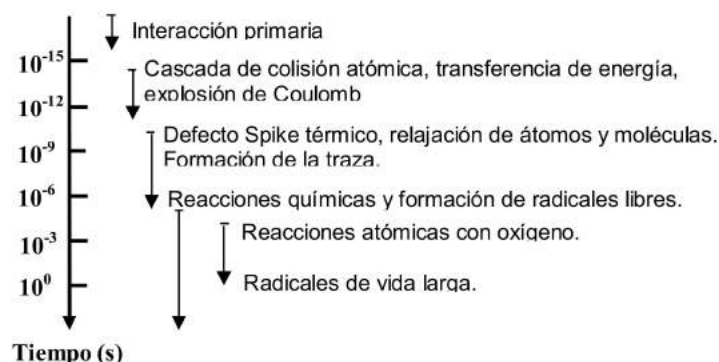 Interacción primaria
10⁻¹⁵
Cascada de colisión atómica, transferencia de energía,
explosión de Coulomb
10⁻¹²
Defecto Spike térmico, relajación de átomos y moléculas.
10⁻⁹
Formación de la traza.
10⁻⁶
Reacciones químicas y formación de radicales libres.
10⁻³
Reacciones atómicas con oxígeno.
10⁰
Radicales de vida larga.
Tiempo (s)